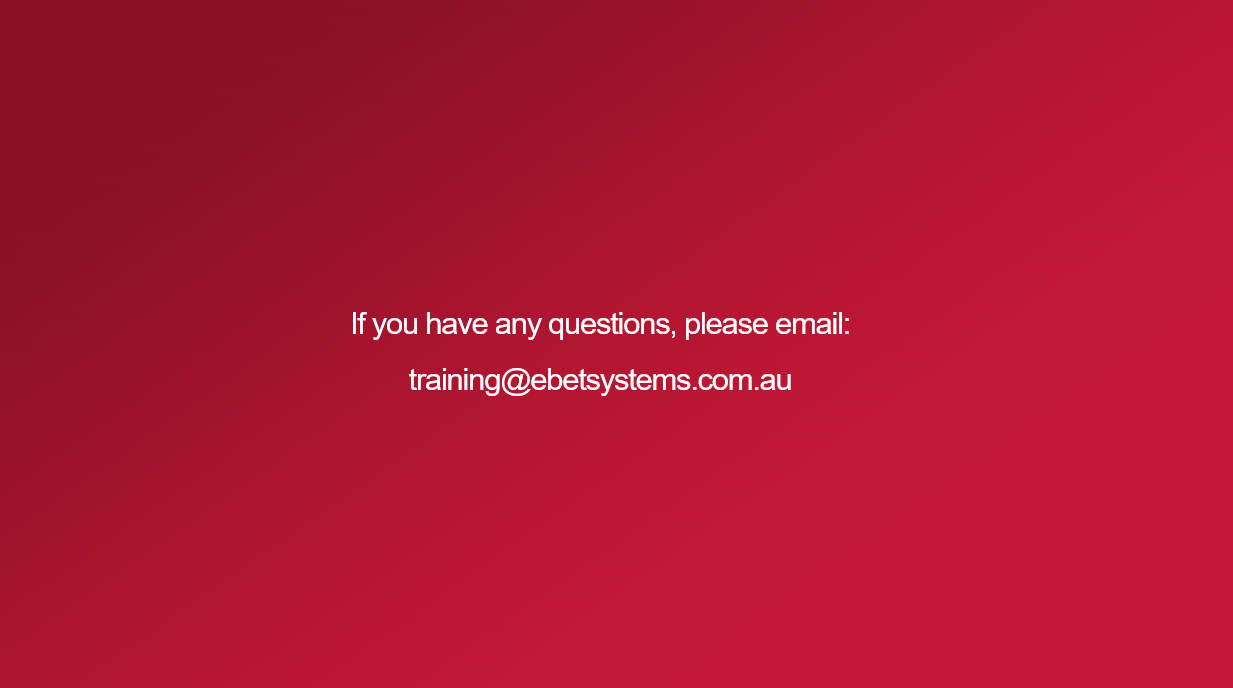 If you have any questions, please email:
training@ebetsystems.com.au